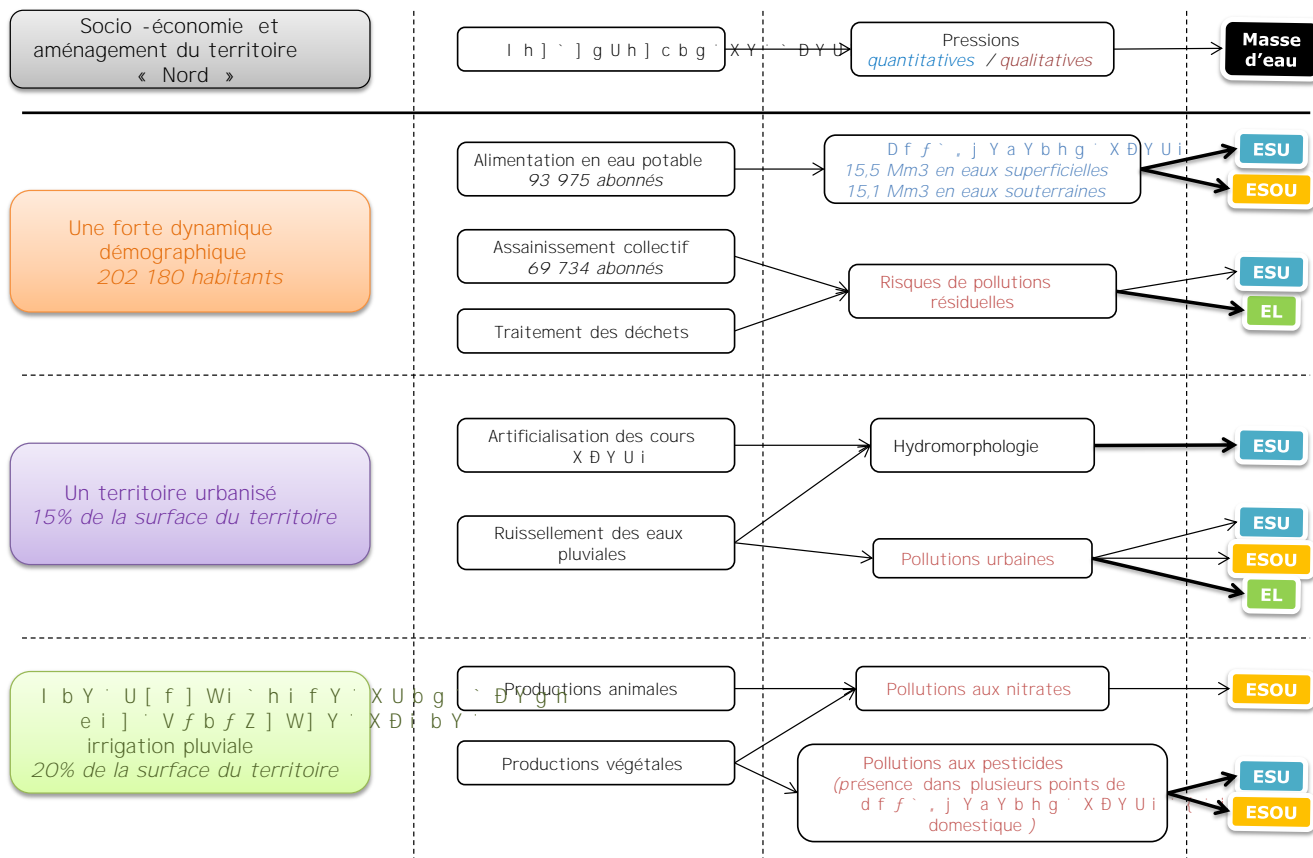 Socio -économie et
aménagement du territoire
« Nord »
I h ] ` ] g U h ] c b g ˙ X Y ˙ ` Ð Y U
Pressions
quantitatives / qualitatives
Masse
d'eau
Une forte dynamique
démographique
202 180 habitants
Alimentation en eau potable
93 975 abonnés
D f ƒ ` ‚ j Y a Y b h g ˙ X Ð Y U i
15,5 Mm3 en eaux superficielles
15,1 Mm3 en eaux souterraines
ESU
ESOU
Assainissement collectif
69 734 abonnés
Traitement des déchets
Risques de pollutions
résiduelles
ESU
EL
Un territoire urbanisé
15% de la surface du territoire
Artificialisation des cours
X Ð Y U i
Hydromorphologie
ESU
Ruissellement des eaux
pluviales
Pollutions urbaines
ESU
ESOU
EL
I b Y ˙ U [ f ] W i ` h i f Y ˙ X U b g
e i ] ˙ V ƒ b ƒ Z ] W ] Y ˙ X Ð i b Y ˙
irrigation pluviale
20% de la surface du territoire
Productions animales
Pollutions aux nitrates
ESOU
Productions végétales
Pollutions aux pesticides
(présence dans plusieurs points de
d f ƒ ` ‚ j Y a Y b h g ˙ X Ð Y U i
domestique )
ESU
ESOU